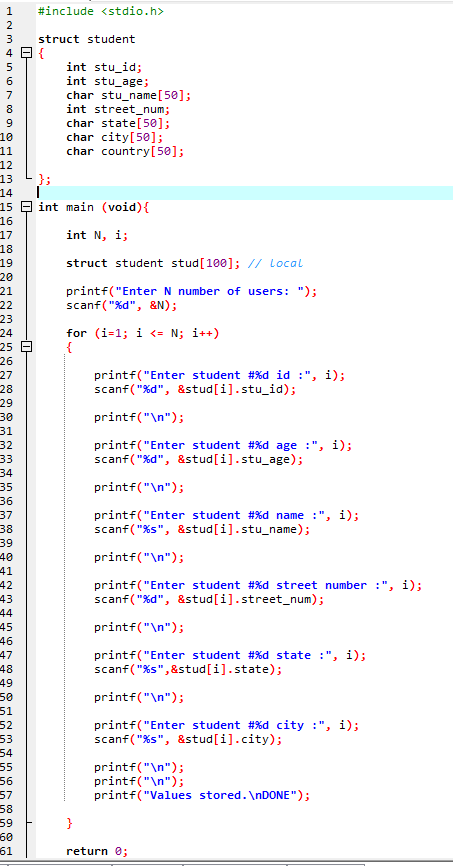 1 #include <stdio.h>
2
3 struct student
4 {
5 int stu_id;
6 int stu_age;
7 char stu_name[50];
8 int street_num;
9 char state[50];
10 char city[50];
11 char country[50];
12
13 };
14
15 int main (void){
16
17 int N, i;
18
19 struct student stud[100]; // local
20
21 printf("Enter N number of users: ");
22 scanf("%d", &N);
23
24 for (i=1; i <= N; i++)
25 {
26
27 printf("Enter student #%d id :", i);
28 scanf("%d", &stud[i].stu_id);
29
30 printf("\n");
31
32 printf("Enter student #%d age :", i);
33 scanf("%d", &stud[i].stu_age);
34
35 printf("\n");
36
37 printf("Enter student #%d name :", i);
38 scanf("%s", &stud[i].stu_name);
39
40 printf("\n");
41
42 printf("Enter student #%d street number :", i);
43 scanf("%d", &stud[i].street_num);
44
45 printf("\n");
46
47 printf("Enter student #%d state :", i);
48 scanf("%s",&stud[i].state);
49
50 printf("\n");
51
52 printf("Enter student #%d city :", i);
53 scanf("%s", &stud[i].city);
54
55 printf("\n");
56 printf("\n");
57 printf("Values stored.\nDONE");
58
59 }
60
61 return 0;